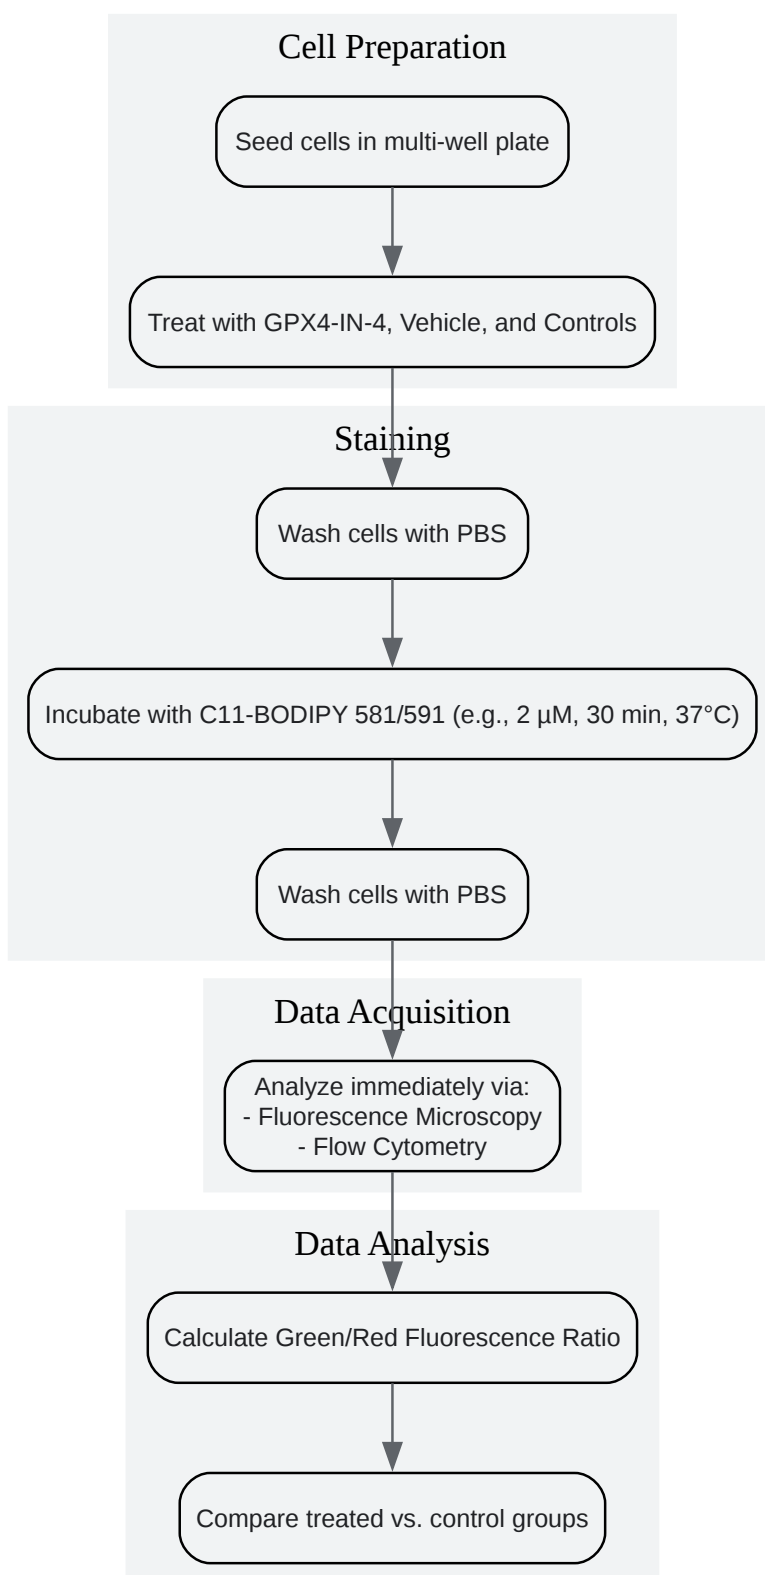 Cell Preparation
Seed cells in multi-well plate
Treat with GPX4-IN-4, Vehicle, and Controls
Staining
Wash cells with PBS
Incubate with C11-BODIPY 581/591 (e.g., 2 µM, 30 min, 37°C)
Wash cells with PBS
Data Acquisition
Analyze immediately via:
- Fluorescence Microscopy
- Flow Cytometry
Data Analysis
Calculate Green/Red Fluorescence Ratio
Compare treated vs. control groups